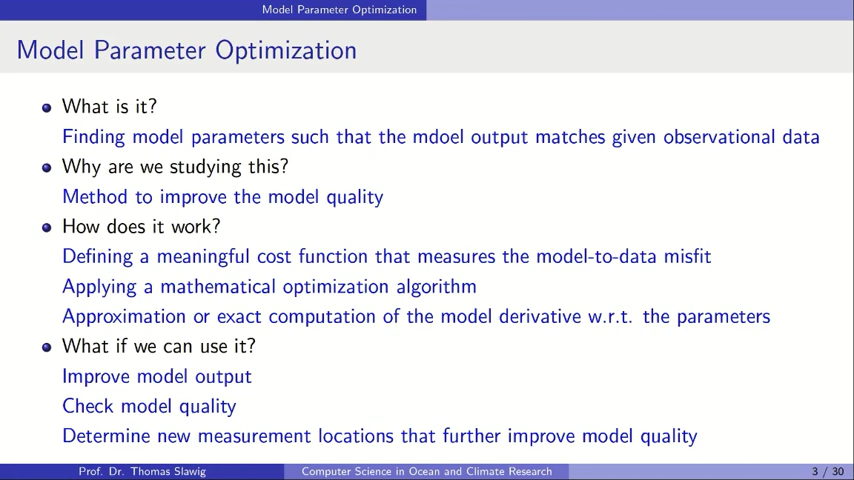 Model Parameter Optimization
Model Parameter Optimization
What is it?
Finding model parameters such that the mdoel output matches given observational data
Why are we studying this?
Method to improve the model quality
How does it work?
Defining a meaningful cost function that measures the model-to-data misfit
Applying a mathematical optimization algorithm
Approximation or exact computation of the model derivative w.r.t. the parameters
What if we can use it?
Improve model output
Check model quality
Determine new measurement locations that further improve model quality
Prof. Dr. Thomas Slawig Computer Science in Ocean and Climate Research 3 / 30